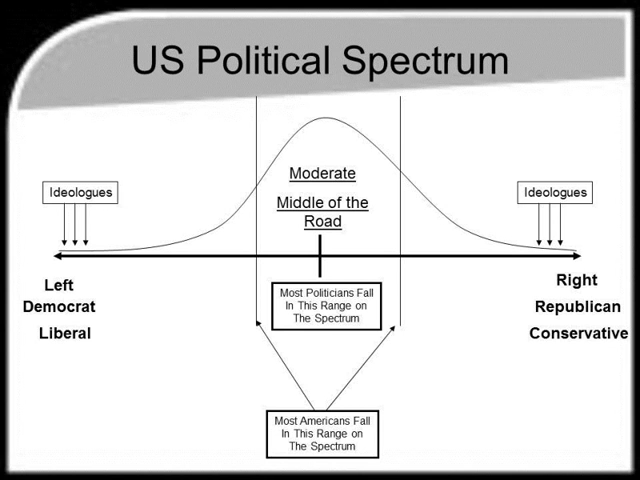 US Political Spectrum
Moderate
Middle of the
Road
Ideologues
Ideologues
Left
Democrat
Liberal
Most Politicians Fall
In This Range on
The Spectrum
Right
Republican
Conservative
Most Americans Fall
In This Range on
The Spectrum